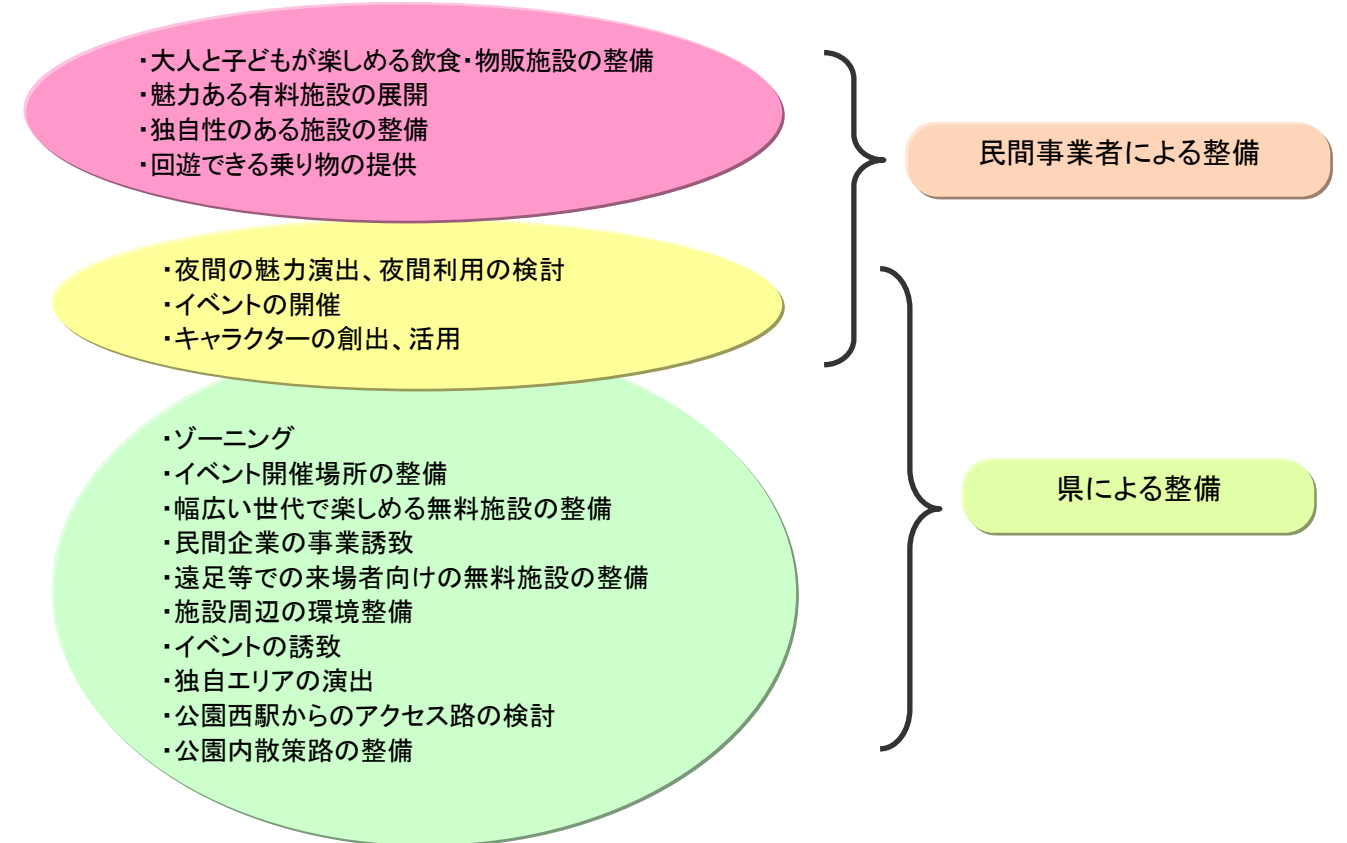 ・大人と子どもが楽しめる飲食・物販施設の整備
・魅力ある有料施設の展開
・独自性のある施設の整備
・回遊できる乗り物の提供
民間事業者による整備
・夜間の魅力演出、夜間利用の検討
・イベントの開催
・キャラクターの創出、活用
・ゾーニング
・イベント開催場所の整備
・幅広い世代で楽しめる無料施設の整備
・民間企業の事業誘致
・遠足等での来場者向けの無料施設の整備
・施設周辺の環境整備
・イベントの誘致
・独自エリアの演出
・公園西駅からのアクセス路の検討
・公園内散策路の整備
県による整備